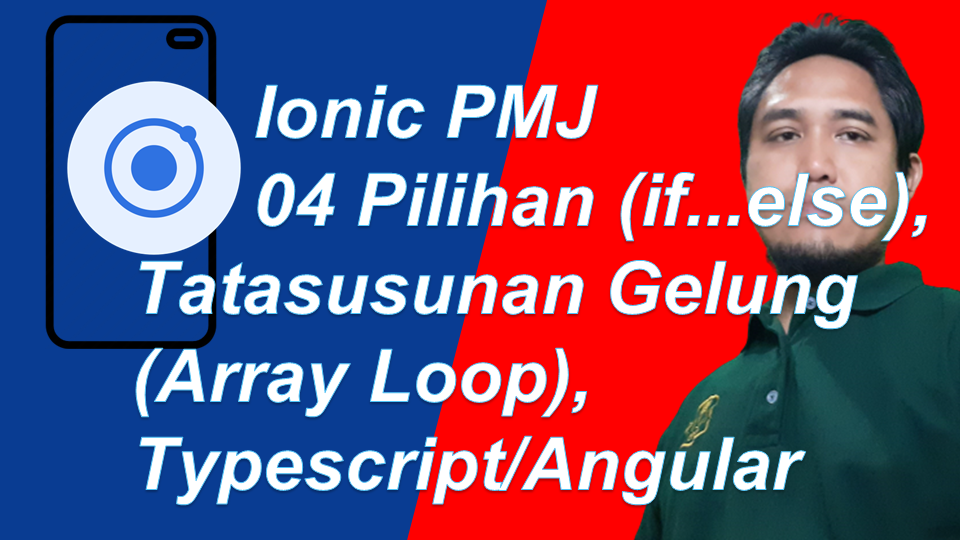 Ionic PMJ
04 Pilihan (if...else),
Tatasusunan Gelung
(Array Loop),
Typescript/Angular